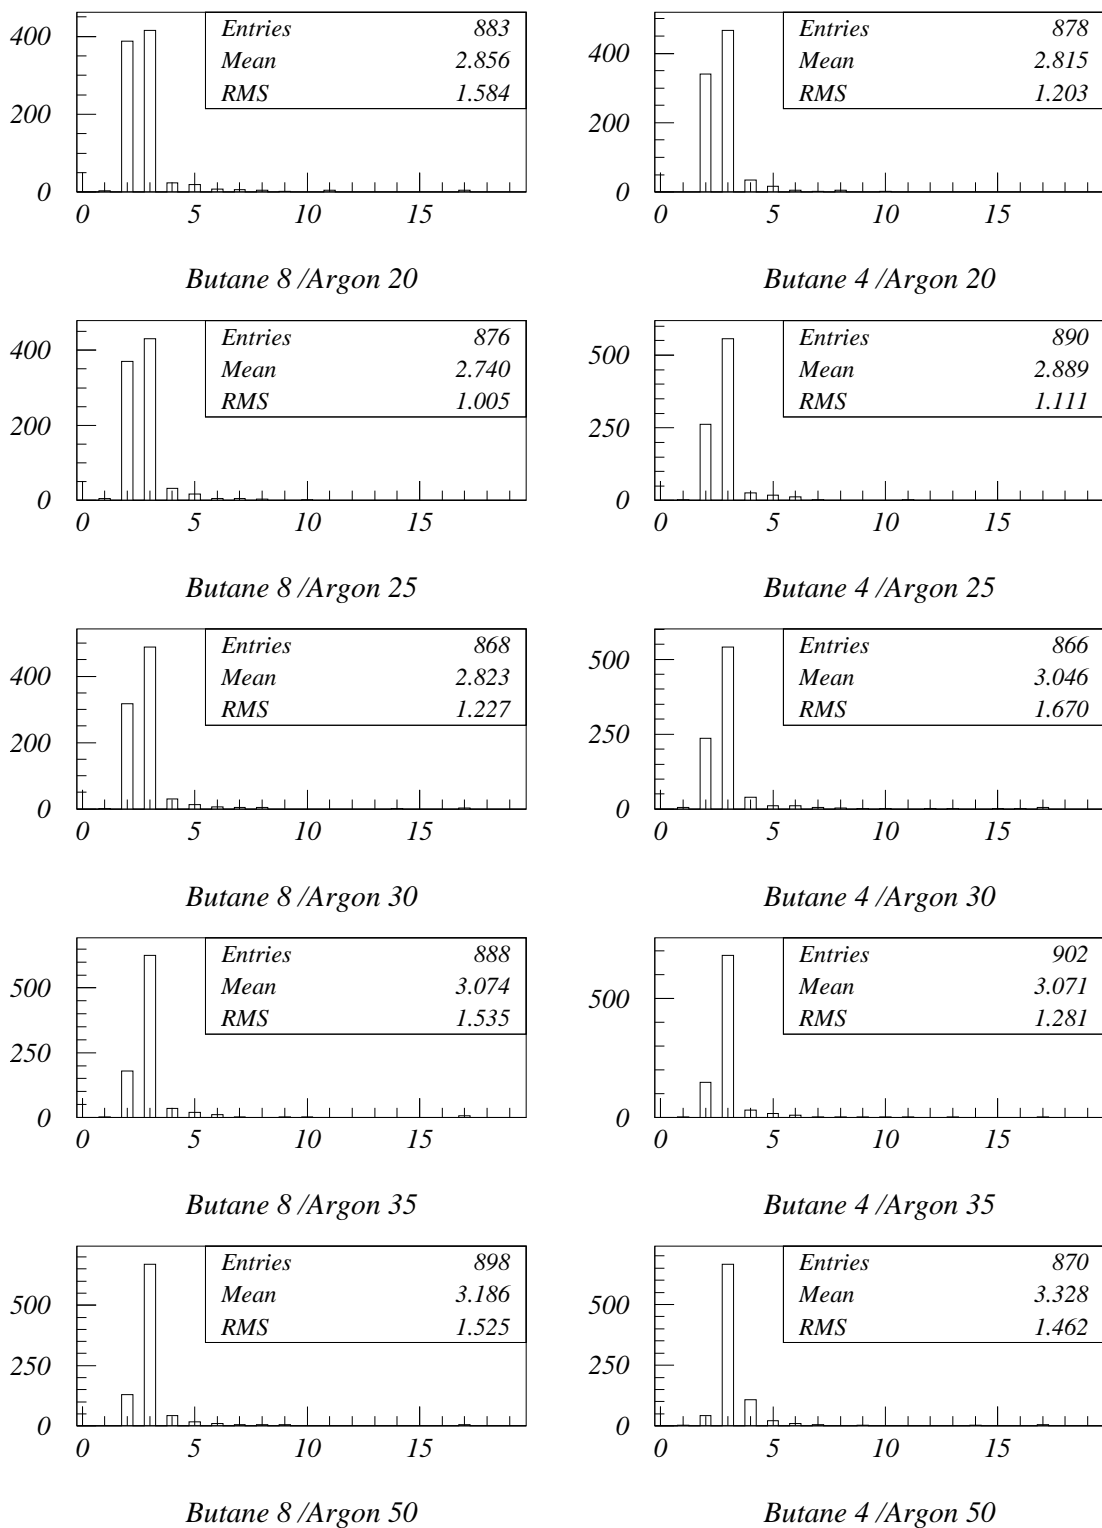 400
200
0
0 5 10 15
Entries 883
Mean 2.856
RMS 1.584
Butane 8 /Argon 20
400
200
0
0 5 10 15
Entries 878
Mean 2.815
RMS 1.203
Butane 4 /Argon 20
400
200
0
0 5 10 15
Entries 876
Mean 2.740
RMS 1.005
Butane 8 /Argon 25
500
250
0
0 5 10 15
Entries 890
Mean 2.889
RMS 1.111
Butane 4 /Argon 25
400
200
0
0 5 10 15
Entries 868
Mean 2.823
RMS 1.227
Butane 8 /Argon 30
500
250
0
0 5 10 15
Entries 866
Mean 3.046
RMS 1.670
Butane 4 /Argon 30
500
250
0
0 5 10 15
Entries 888
Mean 3.074
RMS 1.535
Butane 8 /Argon 35
500
0
0 5 10 15
Entries 902
Mean 3.071
RMS 1.281
Butane 4 /Argon 35
500
250
0
0 5 10 15
Entries 898
Mean 3.186
RMS 1.525
Butane 8 /Argon 50
500
250
0
0 5 10 15
Entries 870
Mean 3.328
RMS 1.462
Butane 4 /Argon 50